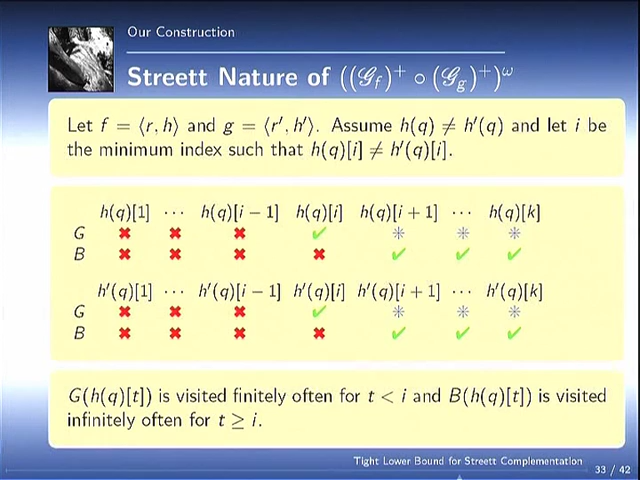 Our Construction
Streett Nature of ((𝒢_f)⁺ ∘ (𝒢_g)⁺)^ω
Let f = ⟨r, h⟩ and g = ⟨r′, h′⟩. Assume h(q) ≠ h′(q) and let i be
the minimum index such that h(q)[i] ≠ h′(q)[i].
h(q)[1] ⋯ h(q)[i − 1] h(q)[i] h(q)[i + 1] ⋯ h(q)[k]
G ✖ ✖ ✖ ✓ ✳ ✳ ✳
B ✖ ✖ ✖ ✖ ✓ ✓ ✓
h′(q)[1] ⋯ h′(q)[i − 1] h′(q)[i] h′(q)[i + 1] ⋯ h′(q)[k]
G ✖ ✖ ✖ ✓ ✳ ✳ ✳
B ✖ ✖ ✖ ✖ ✓ ✓ ✓
G(h(q)[t]) is visited finitely often for t < i and B(h(q)[t]) is visited
infinitely often for t ≥ i.
Tight Lower Bound for Streett Complementation 33 / 42